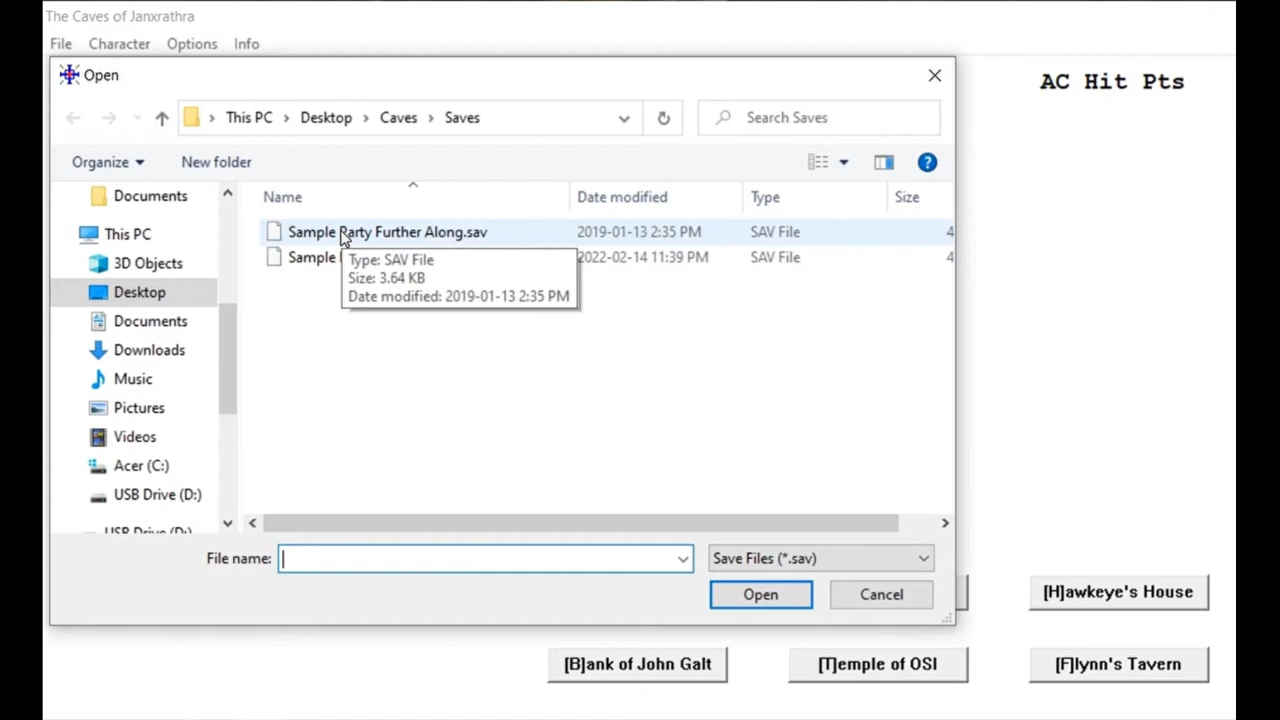 The Caves of Janxrathra
File Character Options Info
Open
This PC Desktop Caves Saves
Search Saves
Organize New folder
Name Date modified Type Size
Documents
This PC
3D Objects
Desktop
Documents
Downloads
Music
Pictures
Videos
Acer (C:)
USB Drive (D:)
USB Drive (D:)
Sample Party Further Along.sav 2019-01-13 2:35 PM SAV File 4
Sample 2022-02-14 11:39 PM SAV File 4
Type: SAV File
Size: 3.64 KB
Date modified: 2019-01-13 2:35 PM
File name:
Save Files (*.sav)
Open Cancel
AC Hit Pts
[H]awkeye's House
[B]ank of John Galt [T]emple of OSI [F]lynn's Tavern